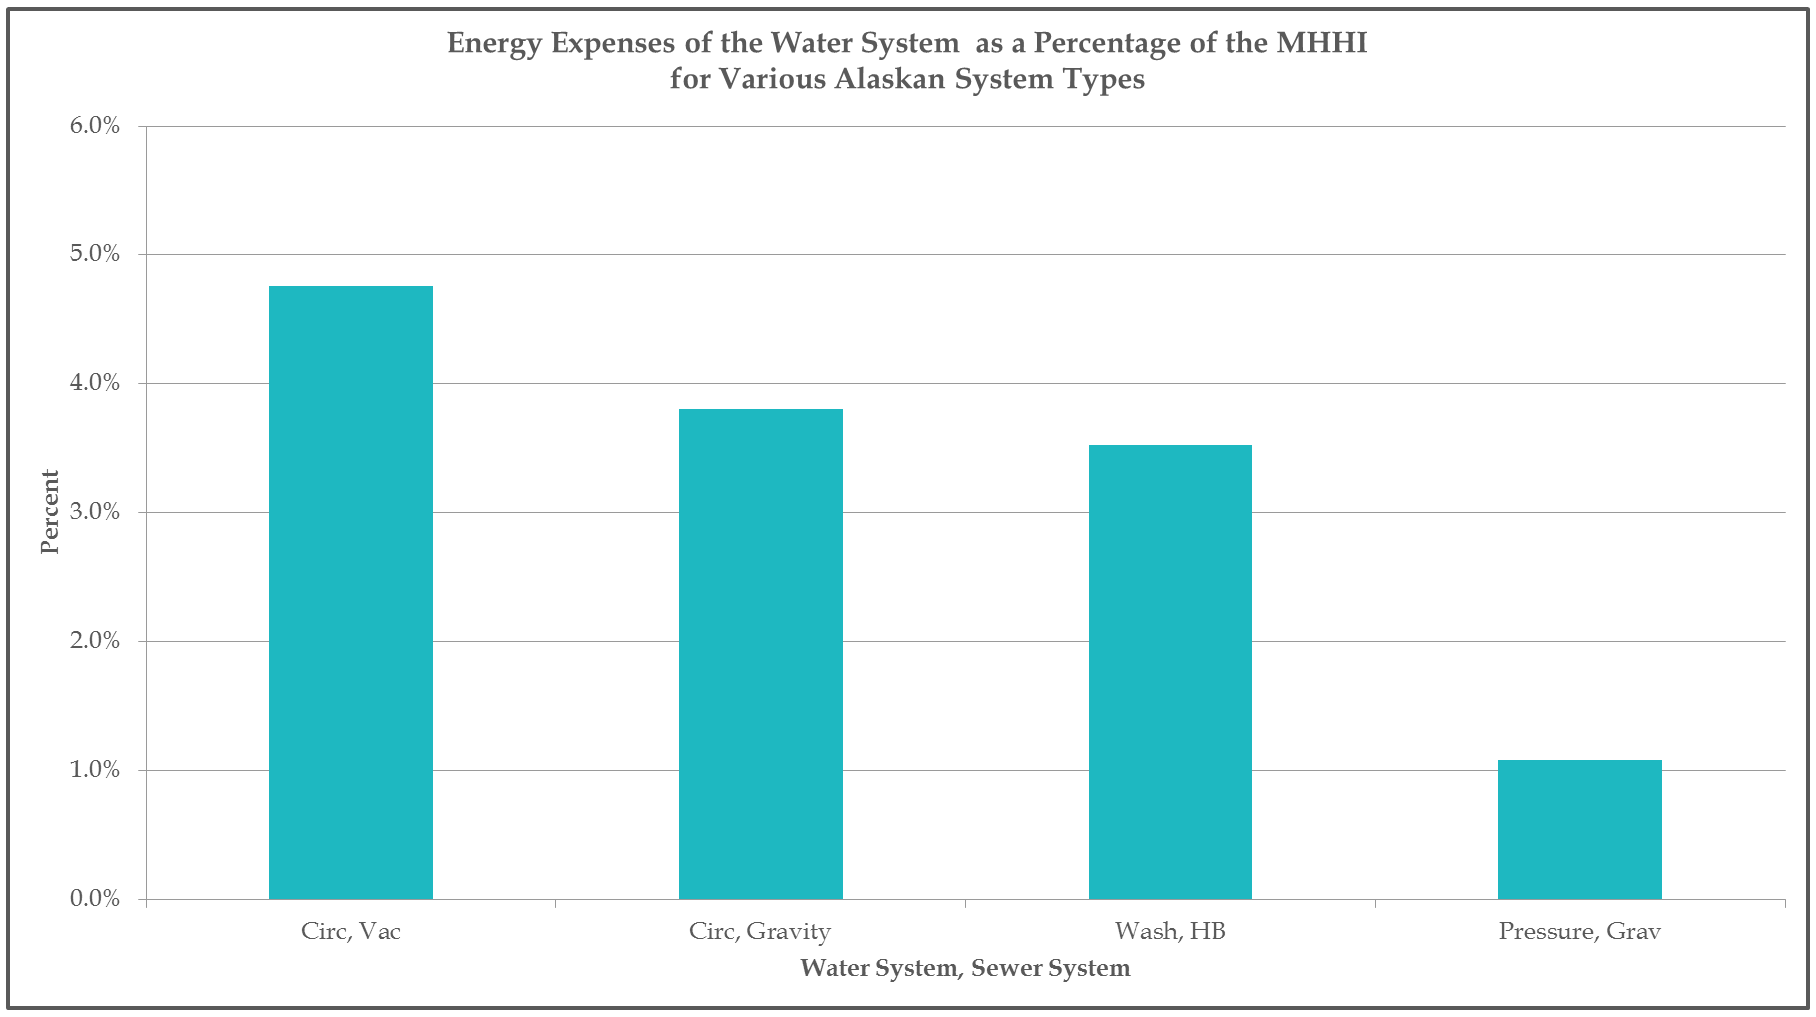 Energy Expenses of the Water System  as a Percentage of the MHHI
for Various Alaskan System Types
6.0%
5.0%
4.0%
3.0%
2.0%
1.0%
0.0%
Percent
Circ, Vac
Circ, Gravity
Wash, HB
Pressure, Grav
Water System, Sewer System